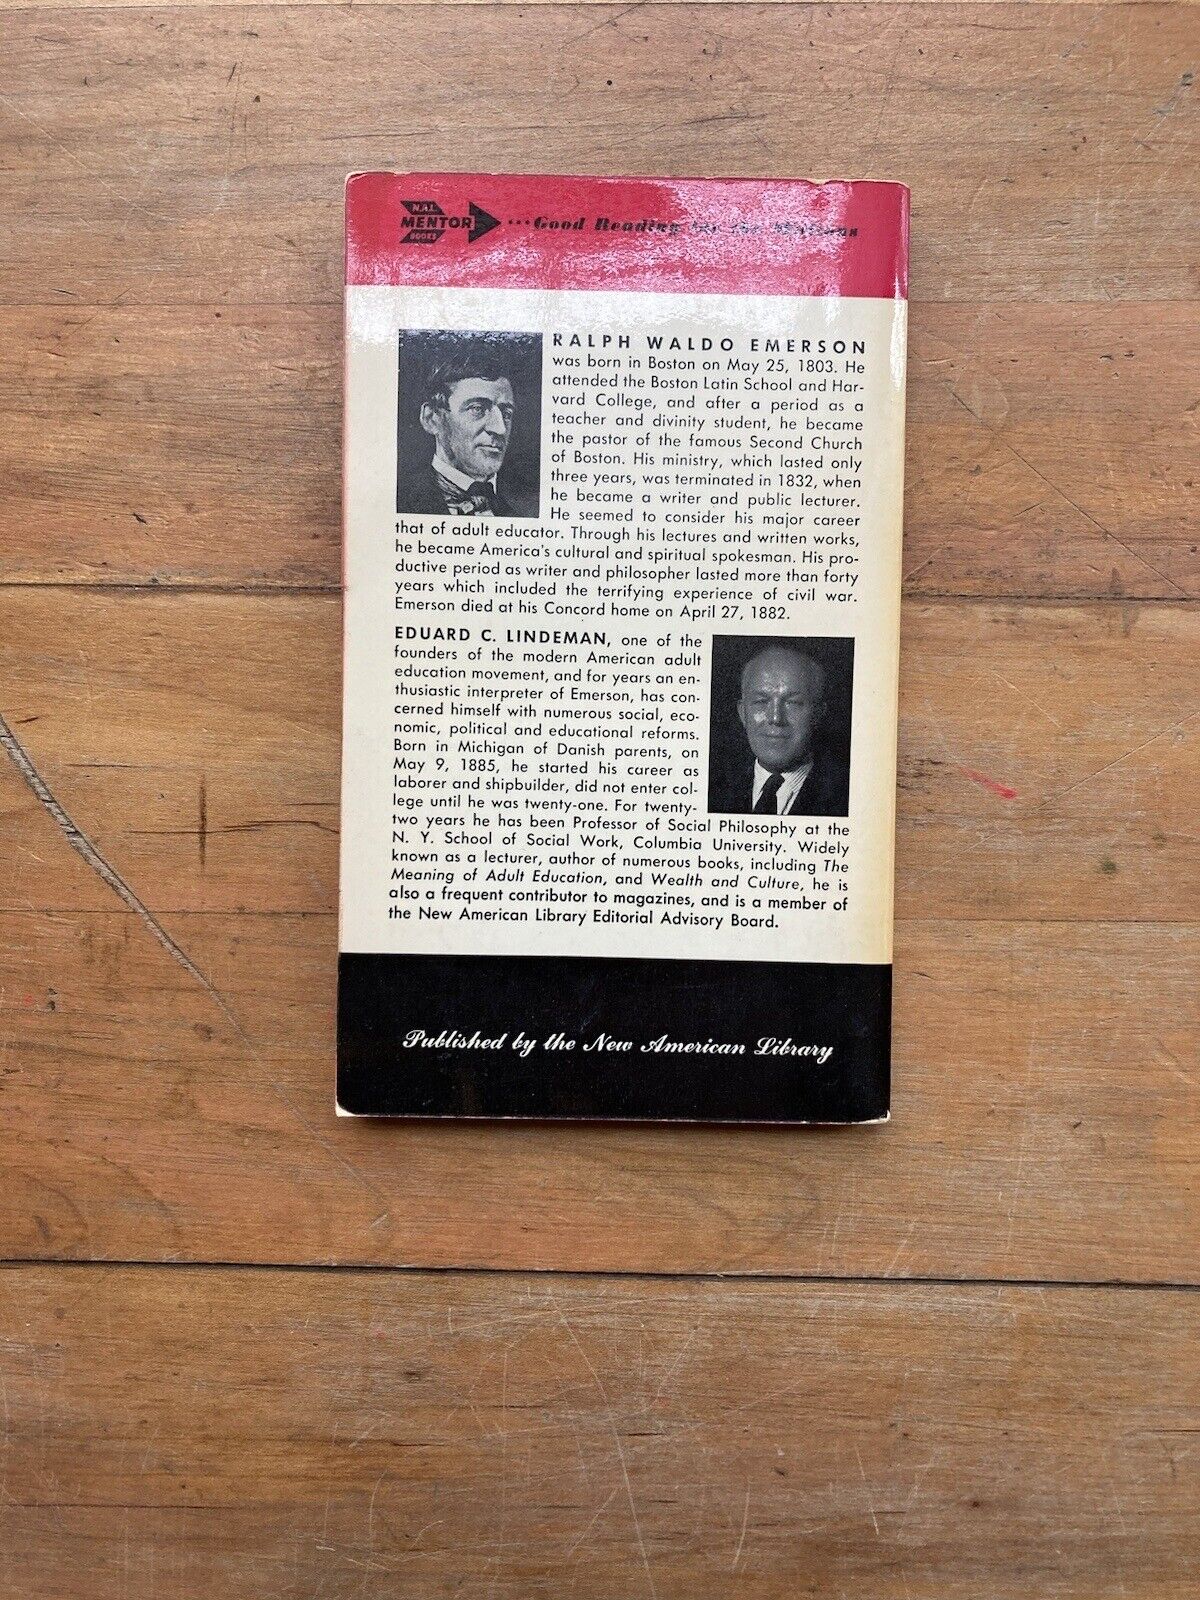 N.A.L
MENTOR
BOOKS
...Good Reading for the Millions
RALPH WALDO EMERSON
was born in Boston on May 25, 1803. He
attended the Boston Latin School and Har-
vard College, and after a period as a
teacher and divinity student, he became
the pastor of the famous Second Church
of Boston. His ministry, which lasted only
three years, was terminated in 1832, when
he became a writer and public lecturer.
He seemed to consider his major career
that of adult educator. Through his lectures and written works,
he became America's cultural and spiritual spokesman. His pro-
ductive period as writer and philosopher lasted more than forty
years which included the terrifying experience of civil war.
Emerson died at his Concord home on April 27, 1882.
EDUARD C. LINDEMAN, one of the
founders of the modern American adult
education movement, and for years an en-
thusiastic interpreter of Emerson, has con-
cerned himself with numerous social, eco-
nomic, political and educational reforms.
Born in Michigan of Danish parents, on
May 9, 1885, he started his career as
laborer and shipbuilder, did not enter col-
lege until he was twenty-one. For twenty-
two years he has been Professor of Social Philosophy at the
N. Y. School of Social Work, Columbia University. Widely
known as a lecturer, author of numerous books, including The
Meaning of Adult Education, and Wealth and Culture, he is
also a frequent contributor to magazines, and is a member of
the New American Library Editorial Advisory Board.
Published by the New American Library